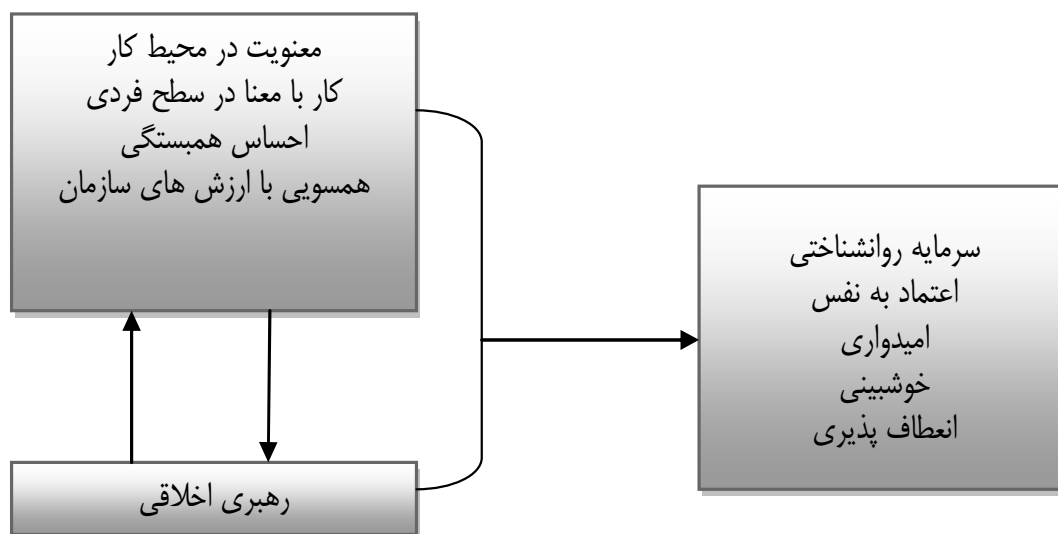 معنویت در محیط کار
کار با معنا در سطح فردی
احساس همبستگی
همسویی با ارزش های سازمان
سرمایه روانشناختی
اعتماد به نفس
امیدواری
خوشبینی
انعطاف پذیری
رهبری اخلاقی